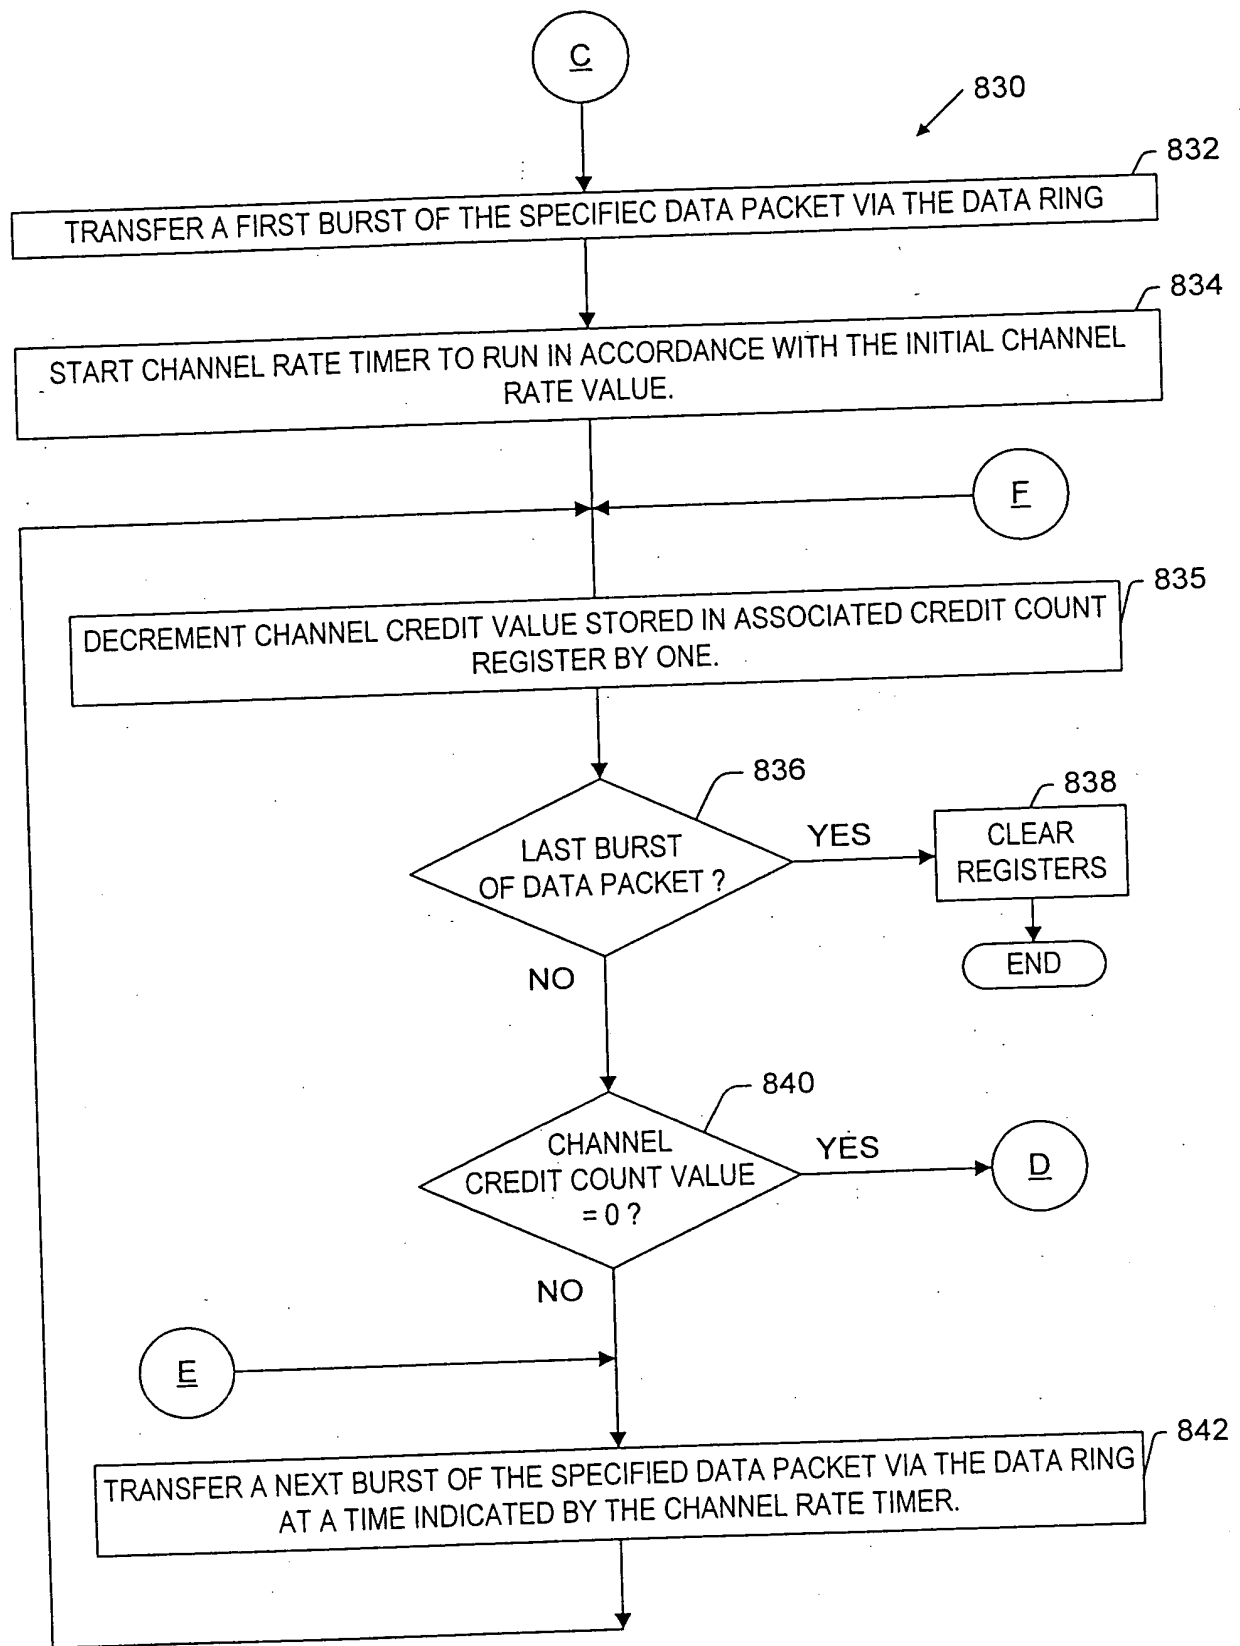 C
830
832
TRANSFER A FIRST BURST OF THE SPECIFIEC DATA PACKET VIA THE DATA RING
834
START CHANNEL RATE TIMER TO RUN IN ACCORDANCE WITH THE INITIAL CHANNEL
RATE VALUE.
F
835
DECREMENT CHANNEL CREDIT VALUE STORED IN ASSOCIATED CREDIT COUNT
REGISTER BY ONE.
836
LAST BURST
OF DATA PACKET ?
YES
838
CLEAR
REGISTERS
END
NO
840
CHANNEL
CREDIT COUNT VALUE
= 0 ?
YES
D
NO
E
842
TRANSFER A NEXT BURST OF THE SPECIFIED DATA PACKET VIA THE DATA RING
AT A TIME INDICATED BY THE CHANNEL RATE TIMER.